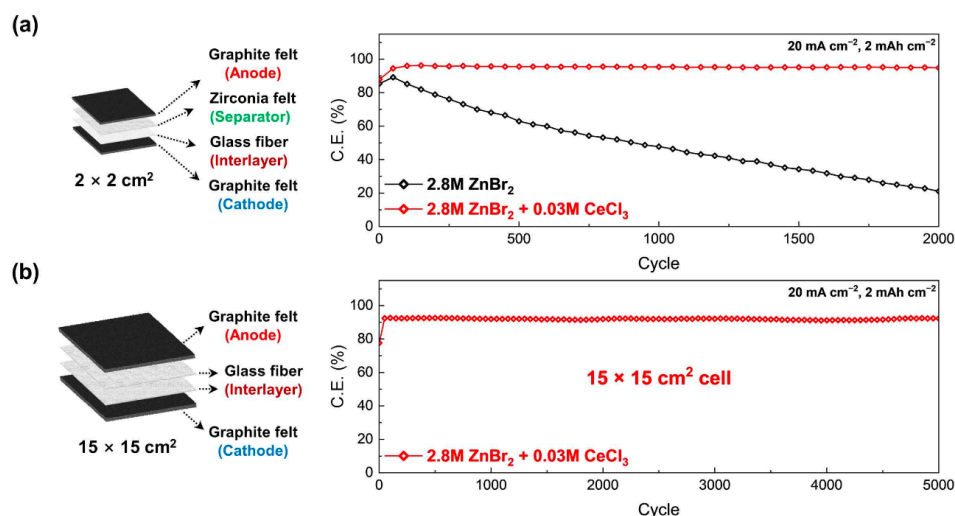 (a)
Graphite felt
(Anode)
Zirconia felt
(Separator)
Glass fiber
(Interlayer)
Graphite felt
(Cathode)
2 × 2 cm²
20 mA cm⁻², 2 mAh cm⁻²
C.E. (%)
100
80
60
40
20
0
2.8M ZnBr₂
2.8M ZnBr₂ + 0.03M CeCl₃
0
500
1000
1500
2000
Cycle
(b)
Graphite felt
(Anode)
Glass fiber
(Interlayer)
Graphite felt
(Cathode)
15 × 15 cm²
20 mA cm⁻², 2 mAh cm⁻²
C.E. (%)
100
80
60
40
20
0
15 × 15 cm² cell
2.8M ZnBr₂ + 0.03M CeCl₃
0
1000
2000
3000
4000
5000
Cycle